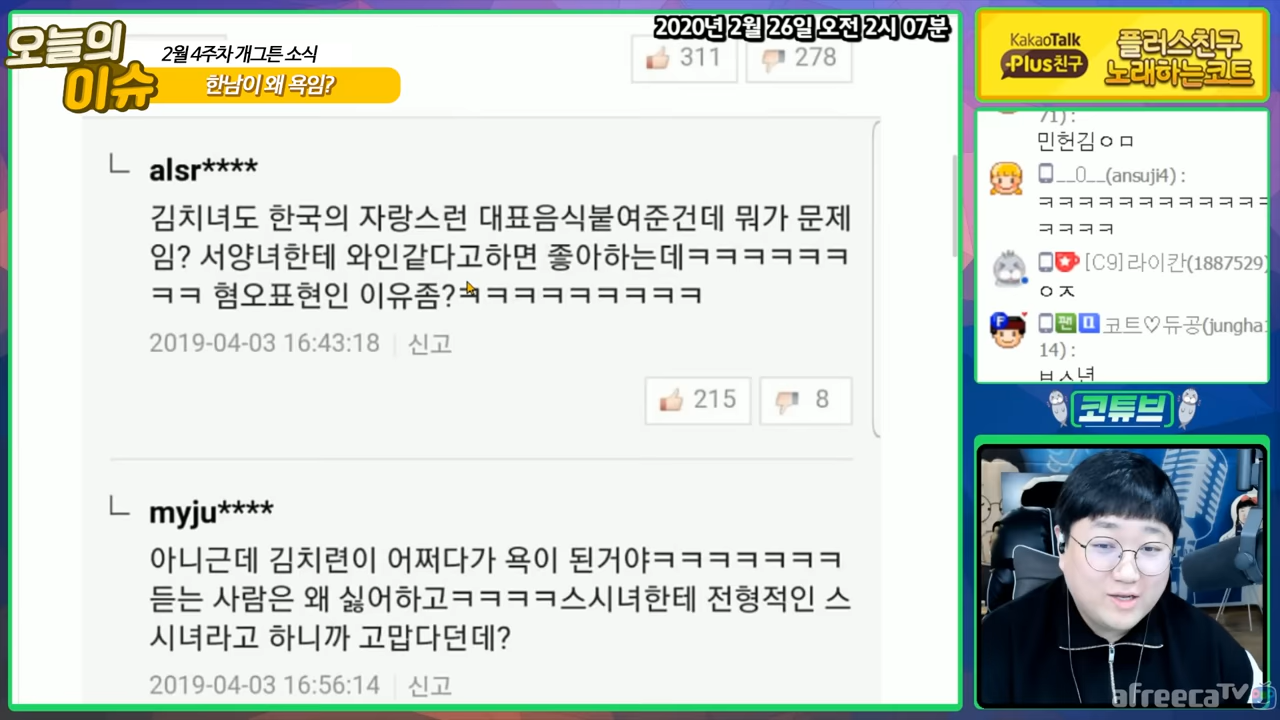 오늘의
이슈
2월 4주차 개그튼 소식
한남이 왜 욕임?
2020년 2월 26일 오전 2시 07분
311
278
alsr****
김치녀도 한국의 자랑스런 대표음식붙여준건데 뭐가 문제
임? 서양녀한테 와인같다고하면 좋아하는데ㅋㅋㅋㅋㅋㅋ
ㅋㅋ 혐오표현인 이유좀?ㅋㅋㅋㅋㅋㅋㅋㅋㅋ
2019-04-03 16:43:18
신고
215
8
myju****
아니근데 김치련이 어쩌다가 욕이 된거야ㅋㅋㅋㅋㅋㅋㅋ
듣는 사람은 왜 싫어하고ㅋㅋㅋㅋ스시녀한테 전형적인 스
시녀라고 하니까 고맙다던데?
2019-04-03 16:56:14
신고
KakaoTalk
Plus친구
플러스친구
노래하는코트
71) :
민헌김ㅇㅁ
__0__(ansuji4) :
ㅋㅋㅋㅋㅋㅋㅋㅋㅋㅋㅋㅋ
ㅋㅋㅋㅋ
[C9]라이칸(1887529)
ㅇㅈ
F
팬
코트♡듀공(jungha
14) :
ㅂㅅ년
코튜브
afreecaTV